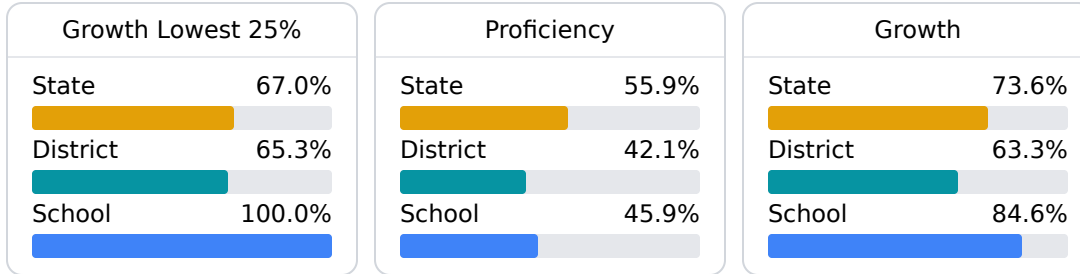 Growth Lowest 25%
State 67.0%
District 65.3%
School 100.0%
Proficiency
State 55.9%
District 42.1%
School 45.9%
Growth
State 73.6%
District 63.3%
School 84.6%